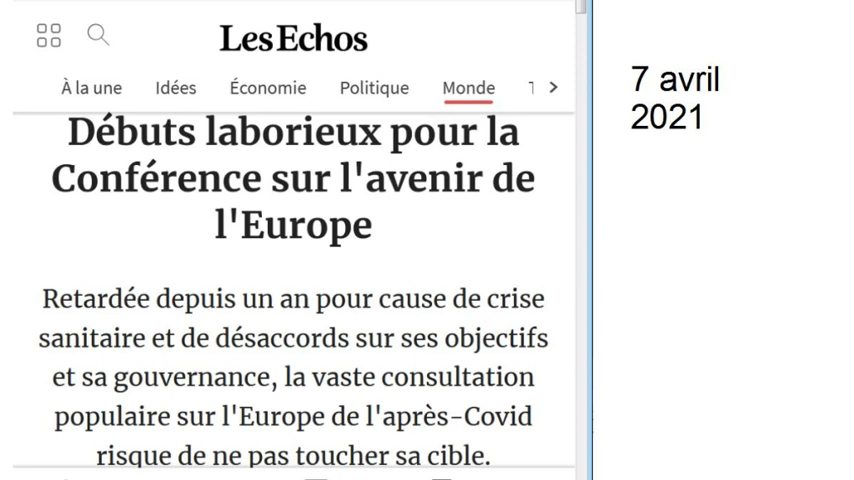 LesEchos
À la une Idées Économie Politique Monde
Débuts laborieux pour la
Conférence sur l'avenir de
l'Europe
Retardée depuis un an pour cause de crise
sanitaire et de désaccords sur ses objectifs
et sa gouvernance, la vaste consultation
populaire sur l'Europe de l'après-Covid
risque de ne pas toucher sa cible.
7 avril
2021